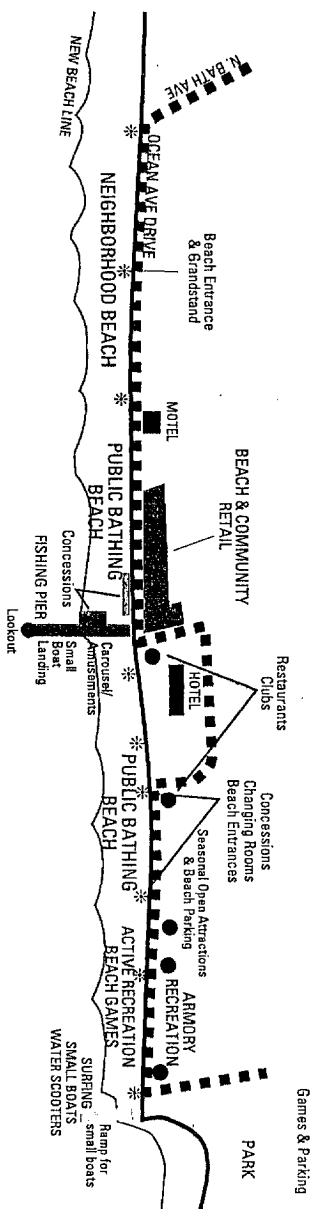 N. BATH AVE
OCEAN AVE DRIVE
NEW BEACH LINE
NEIGHBORHOOD BEACH
Beach Entrance
& Grandstand
MOTEL
BEACH & COMMUNITY
RETAIL
PUBLIC BATHING
BEACH
Concessions
FISHING PIER
Carousel/
Amusements
Small
Boat
Landing
Lookout
Restaurants
Clubs
HOTEL
Concessions
Changing Rooms
Beach Entrances
PUBLIC BATHING
BEACH
Seasonal Open Attractions
& Beach Parking
ARMORY
RECREATION
ACTIVE RECREATION
BEACH GAMES
SURFING
SMALL BOATS
WATER SCOOTERS
Ramp for
small boats
PARK
Games & Parking